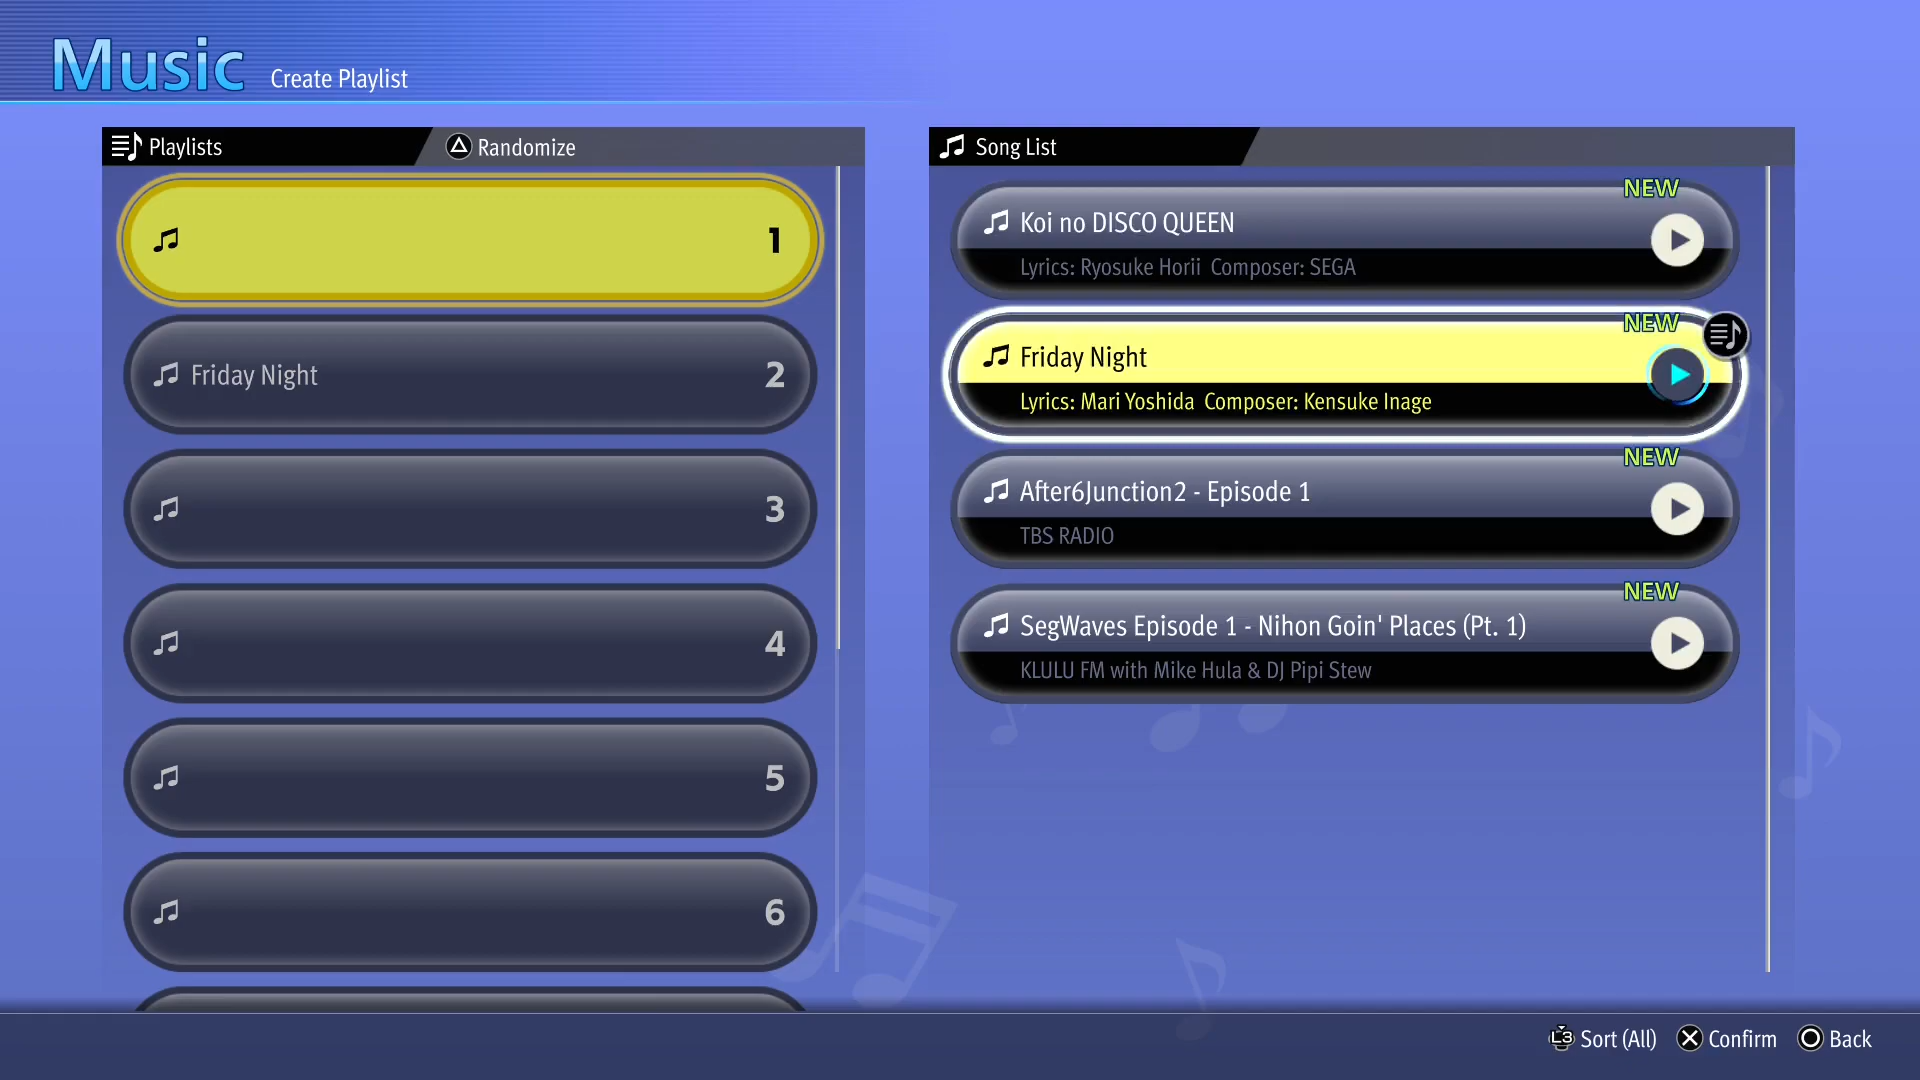 Music
Create Playlist
Playlists
Randomize
1
Friday Night 2
3
4
5
6
Song List
NEW
Koi no DISCO QUEEN
Lyrics: Ryosuke Horii Composer: SEGA
NEW
Friday Night
Lyrics: Mari Yoshida Composer: Kensuke Inage
NEW
After6Junction2 - Episode 1
TBS RADIO
NEW
SegWaves Episode 1 - Nihon Goin' Places (Pt. 1)
KLULU FM with Mike Hula & DJ Pipi Stew
L3 Sort (All) Confirm Back